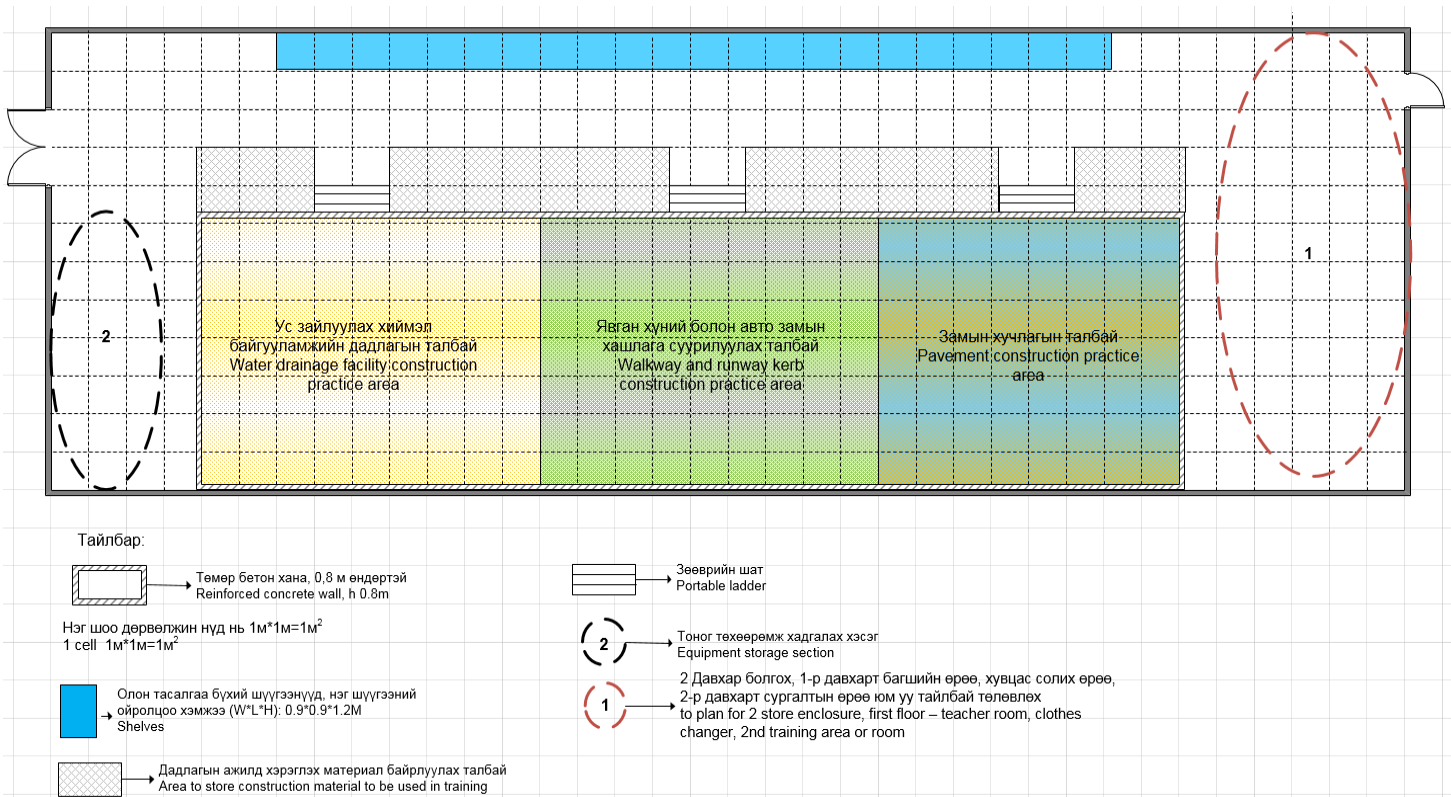 1
2
Ус зайлуулах хиймэл
байгууламжийн дадлагын талбай
Water drainage facility construction
practice area
Явган хүний болон авто замын
хашлага суурилуулах талбай
Walkway and runway kerb
construction practice area
Замын хучлагын талбай
Pavement construction practice
area
Тайлбар:
Төмөр бетон хана, 0,8 м өндөртэй
Reinforced concrete wall, h 0.8m
Нэг шоо дөрвөлжин нүд нь 1м*1м=1м²
1 cell 1м*1м=1м²
Олон тасалгаа бүхий шүүгээнүүд, нэг шүүгээний
ойролцоо хэмжээ (W*L*H): 0.9*0.9*1.2М
Shelves
Дадлагын ажилд хэрэглэх материал байрлуулах талбай
Area to store construction material to be used in training
Зөөврийн шат
Portable ladder
2
Тоног төхөөрөмж хадгалах хэсэг
Equipment storage section
1
2 Давхар болгох, 1-р давхарт багшийн өрөө, хувцас солих өрөө,
2-р давхарт сургалтын өрөө юм уу тайлбай төлөвлөх
to plan for 2 store enclosure, first floor – teacher room, clothes
changer, 2nd training area or room